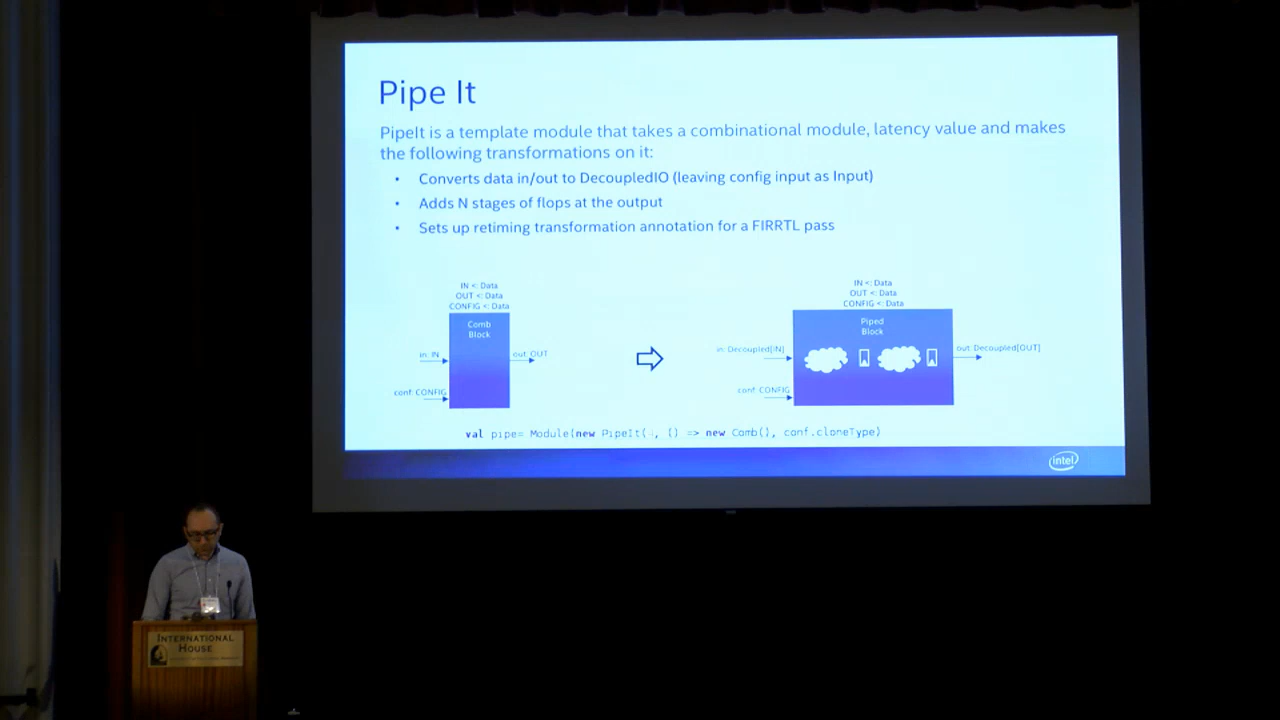 Pipe It
PipeIt is a template module that takes a combinational module, latency value and makes
the following transformations on it:
• Converts data in/out to DecoupledIO (leaving config input as Input)
• Adds N stages of flops at the output
• Sets up retiming transformation annotation for a FIRRTL pass
IN <: Data
OUT <: Data
CONFIG <: Data
Comb
Block
in: IN
out: OUT
conf: CONFIG
IN <: Data
OUT <: Data
CONFIG <: Data
Piped
Block
in: Decoupled[IN]
out: Decoupled[OUT]
conf: CONFIG
val pipe= Module(new PipeIt( , () => new Comb(), conf.cloneType)
intel
INTERNATIONAL
HOUSE